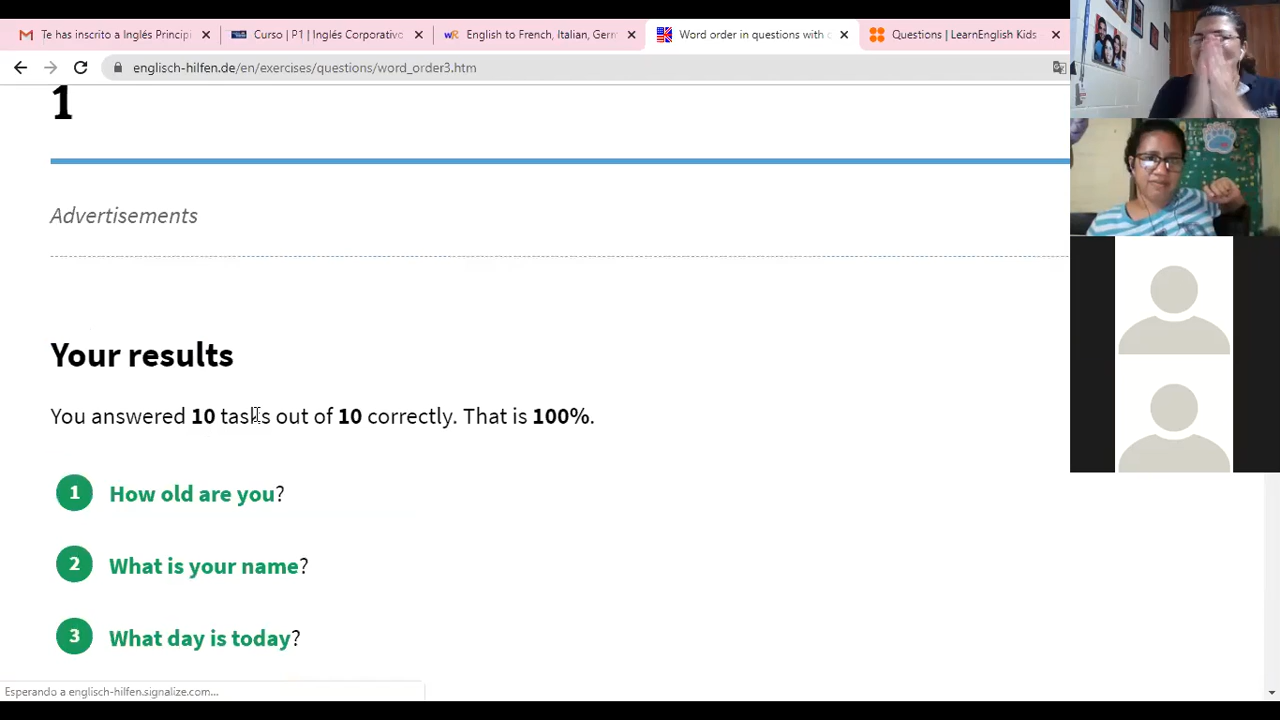 Te has inscrito a Inglés Principi
Curso | P1 | Inglés Corporativo
English to French, Italian, Germ
Word order in questions with
Questions | LearnEnglish Kids
englisch-hilfen.de/en/exercises/questions/word_order3.htm
1
Advertisements
Your results
You answered 10 tasks out of 10 correctly. That is 100%.
1 How old are you?
2 What is your name?
3 What day is today?
Esperando a englisch-hilfen.signalize.com...